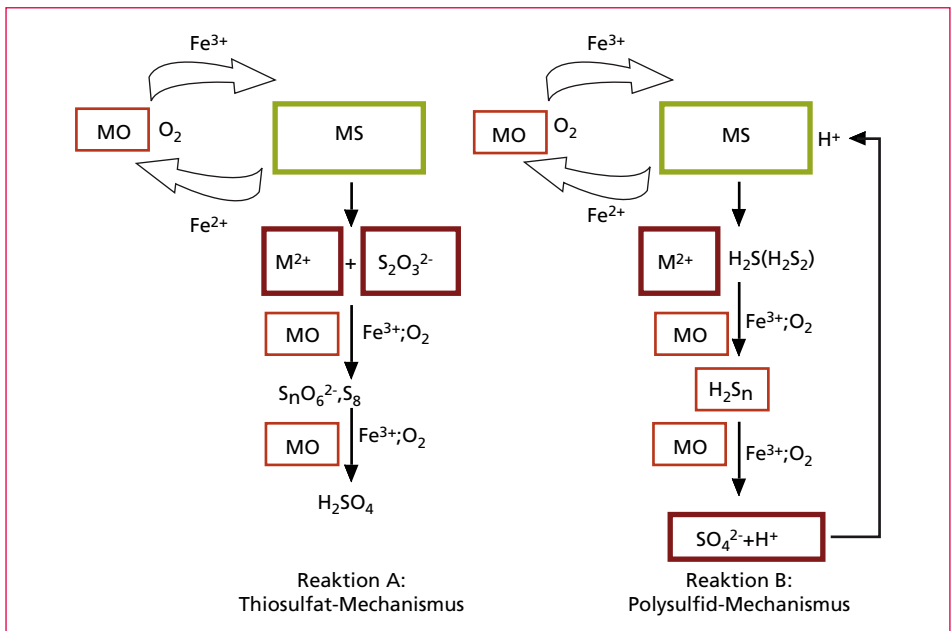 Fe³⁺
MO O₂
MS
Fe²⁺
M²⁺ + S₂O₃²⁻
MO Fe³⁺;O₂
SnO₆²⁻,S₈
MO Fe³⁺;O₂
H₂SO₄
Reaktion A:
Thiosulfat-Mechanismus
Fe³⁺
MO O₂
MS H⁺
Fe²⁺
M²⁺ H₂S(H₂S₂)
MO Fe³⁺;O₂
H₂Sn
MO Fe³⁺;O₂
SO₄²⁻+H⁺
Reaktion B:
Polysulfid-Mechanismus